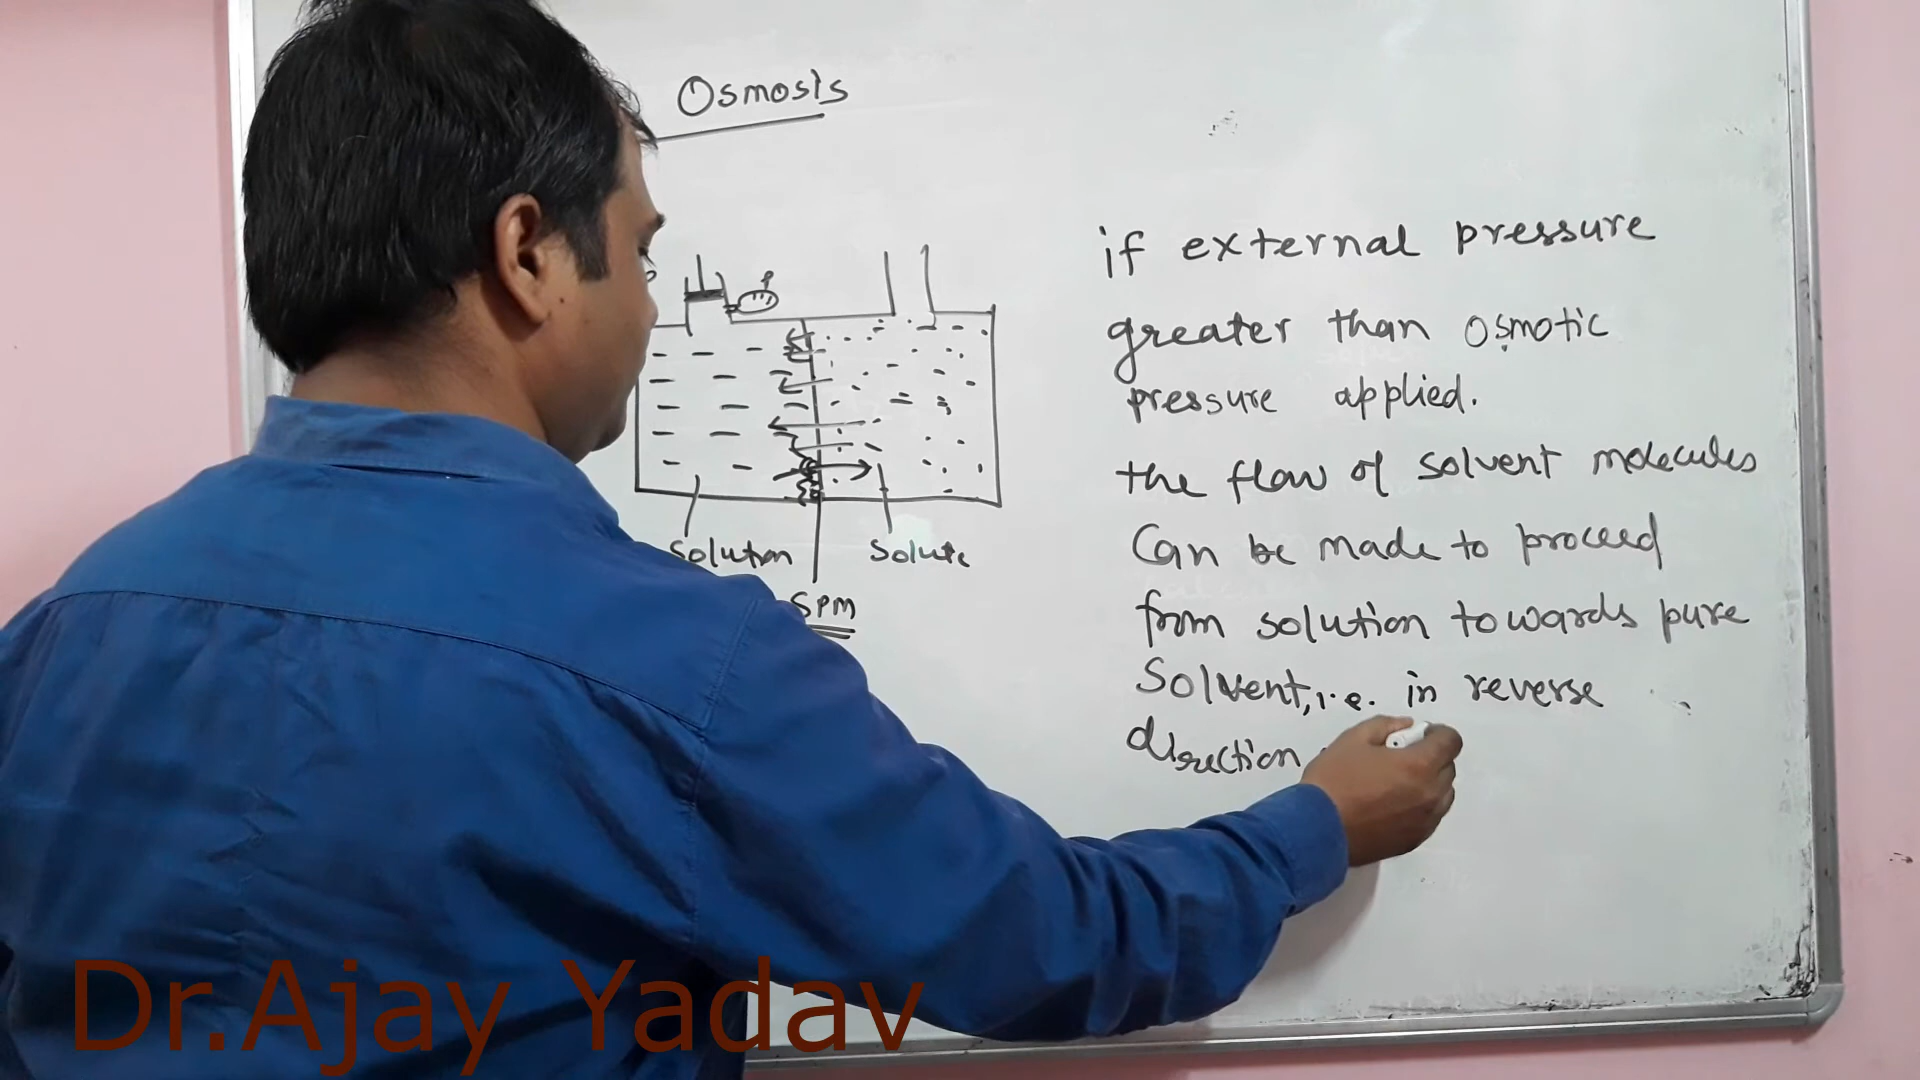 Osmosis
P
Solution
Solute
SPM
if external pressure
greater than osmotic
pressure applied.
the flow of solvent molecules
Can be made to proceed
from solution towards pure
Solvent, i.e. in reverse
direction
Dr.Ajay Yadav